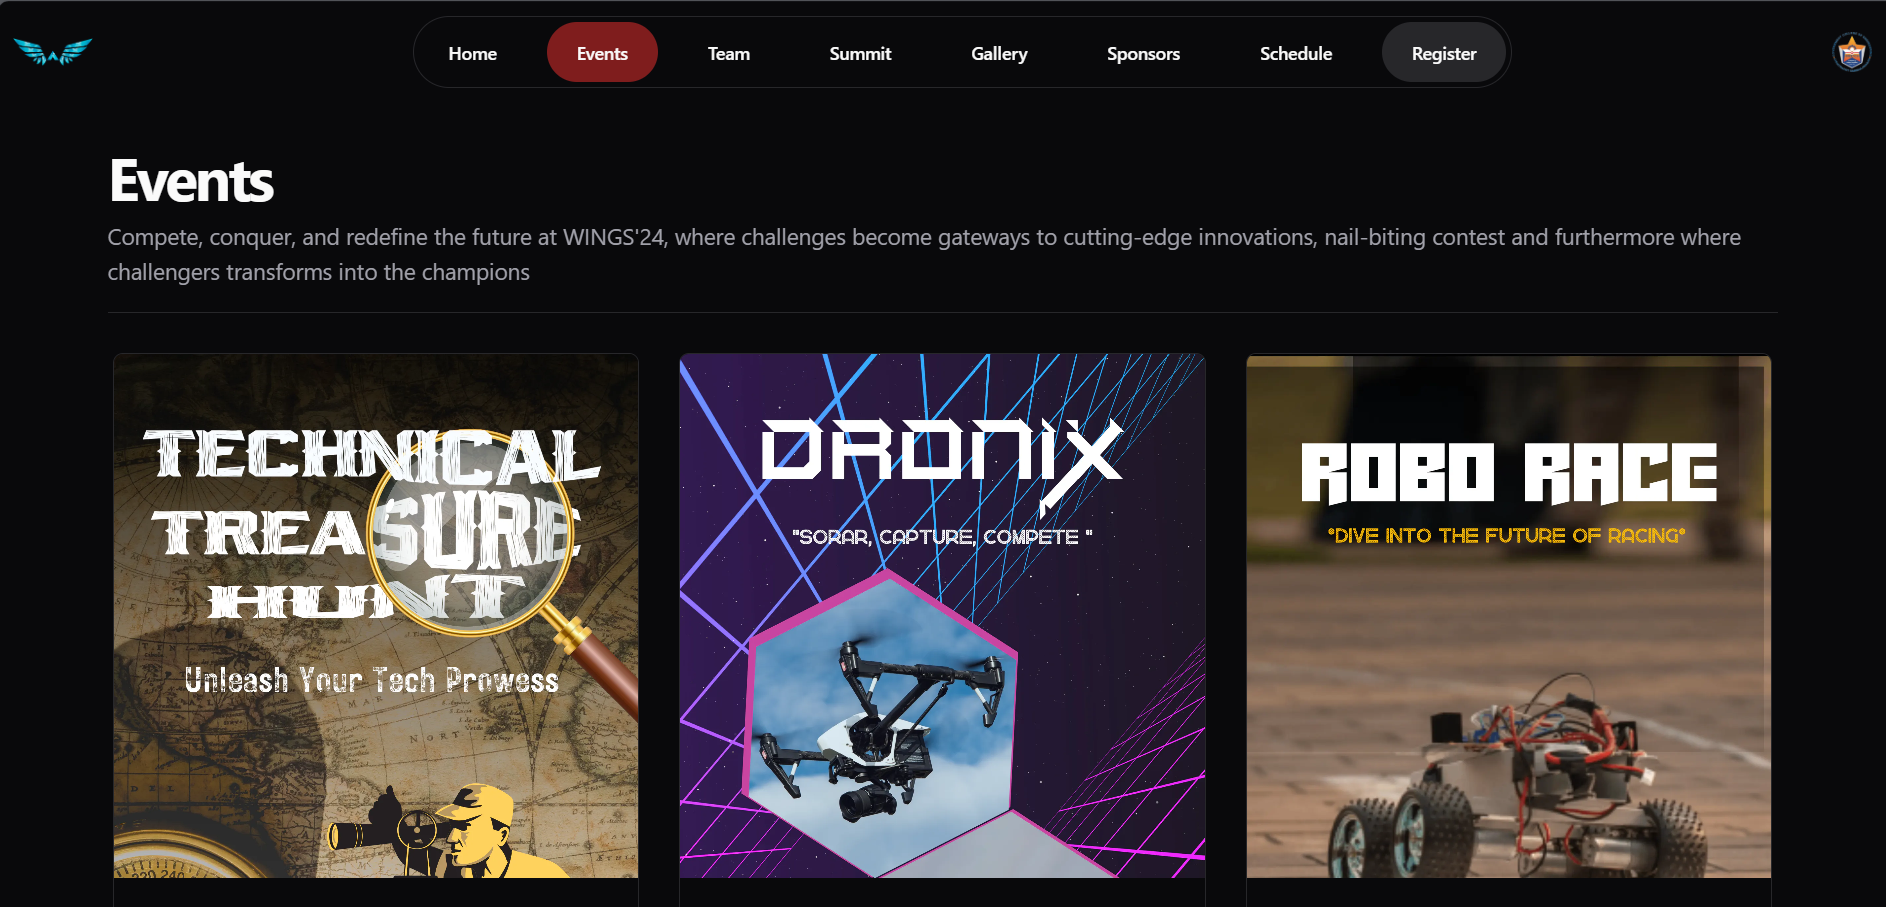 Home Events Team Summit Gallery Sponsors Schedule Register
Events
Compete, conquer, and redefine the future at WINGS'24, where challenges become gateways to cutting-edge innovations, nail-biting contest and furthermore where
challengers transforms into the champions
TECHNICAL
TREASURE
HUNT
Unleash Your Tech Prowess
DRONIX
"SORAR, CAPTURE, COMPETE "
ROBO RACE
"DIVE INTO THE FUTURE OF RACING"